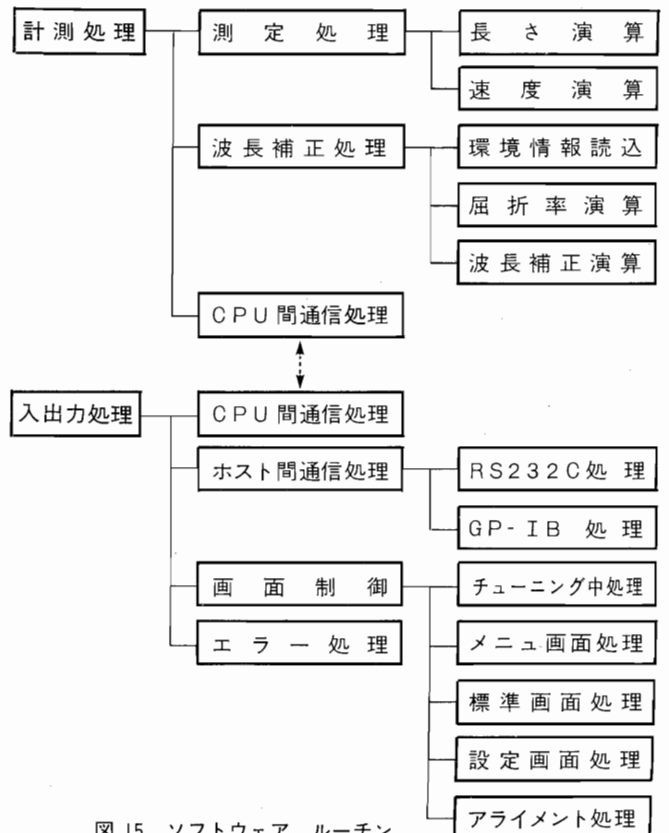 計測処理
測定処理
長さ演算
速度演算
波長補正処理
環境情報読込
屈折率演算
波長補正演算
CPU間通信処理
入出力処理
CPU間通信処理
ホスト間通信処理
RS232C処理
GP-IB 処理
画面制御
チューニング中処理
エラー処理
メニュ画面処理
標準画面処理
設定画面処理
アライメント処理
図15 ソフトウェア ルーチン